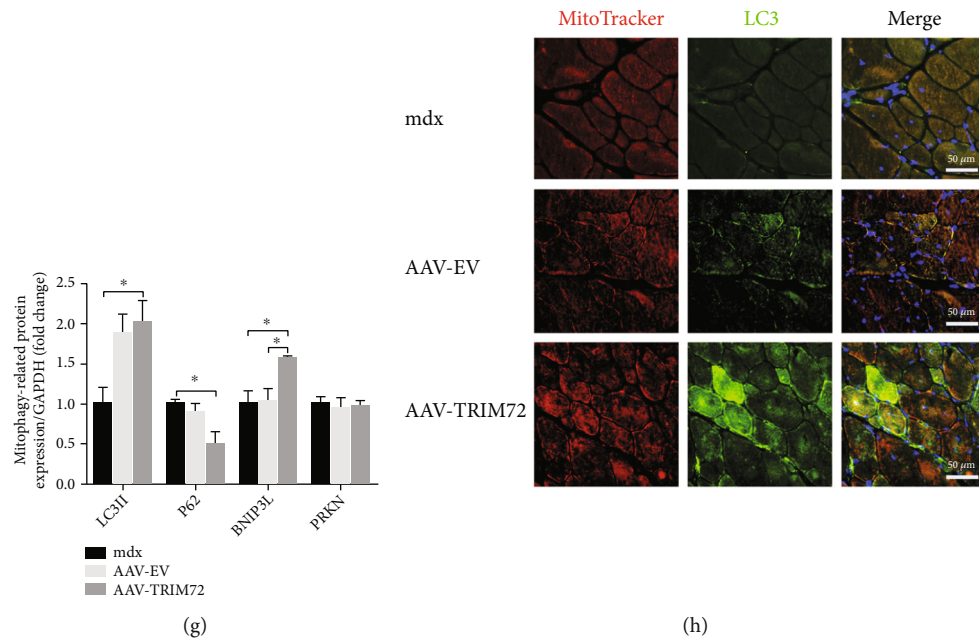 Mitophagy-related protein
expression/GAPDH (fold change)
2.5
2.0
1.5
1.0
0.5
0.0
*
*
*
*
LC3II
P62
BNIP3L
PRKN
mdx
AAV-EV
AAV-TRIM72
(g)
MitoTracker LC3 Merge
mdx
50 μm
AAV-EV
50 μm
AAV-TRIM72
50 μm
(h)